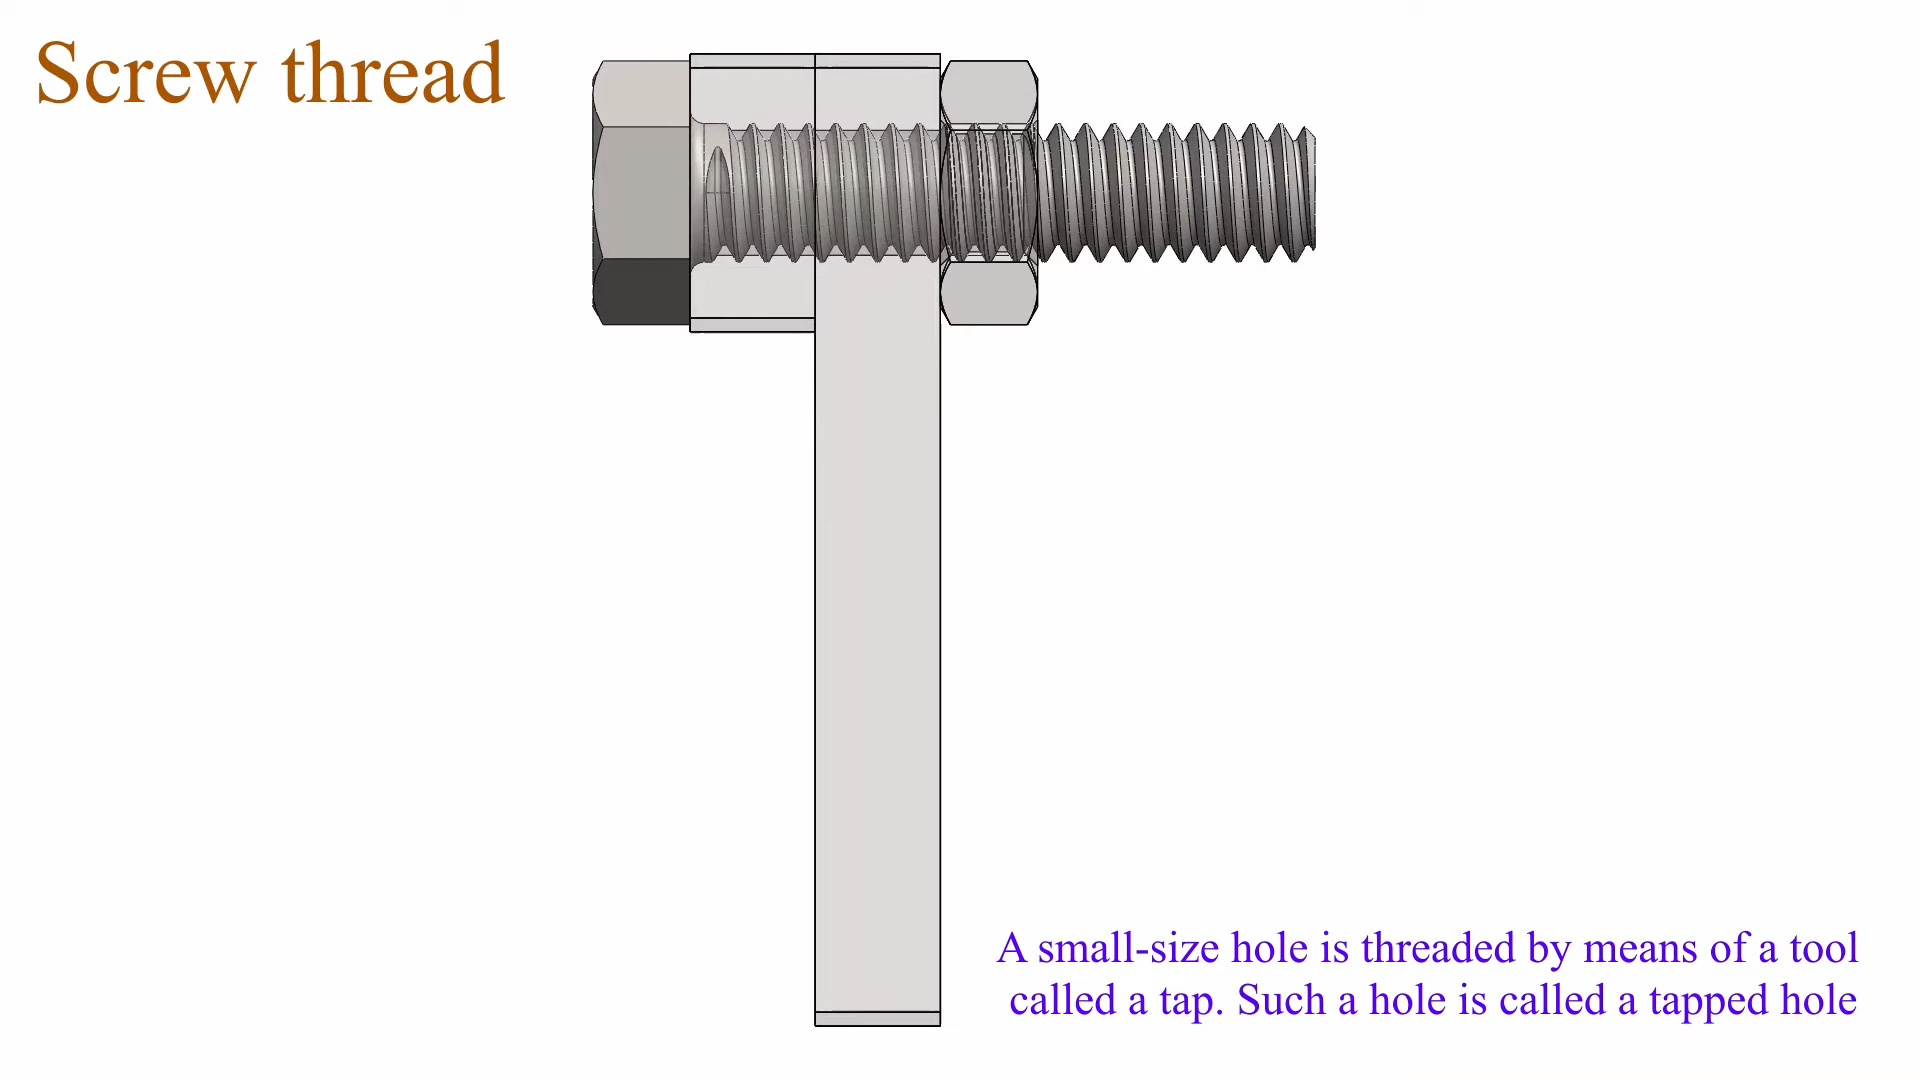 Screw thread
A small-size hole is threaded by means of a tool
called a tap. Such a hole is called a tapped hole